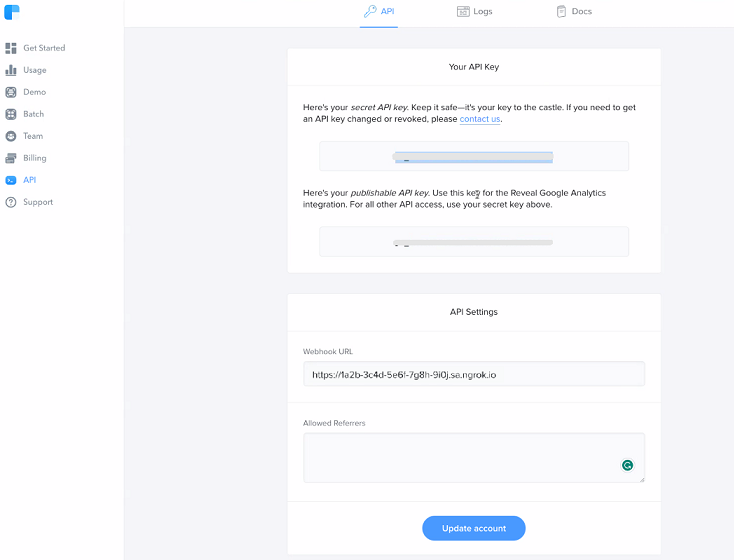 API
Logs
Docs
Get Started
Usage
Demo
Batch
Team
Billing
API
Support
Your API Key
Here's your secret API key. Keep it safe—it's your key to the castle. If you need to get
an API key changed or revoked, please contact us.
Here's your publishable API key. Use this key for the Reveal Google Analytics
integration. For all other API access, use your secret key above.
API Settings
Webhook URL
https://1a2b-3c4d-5e6f-7g8h-9i0j.sa.ngrok.io
Allowed Referrers
Update account